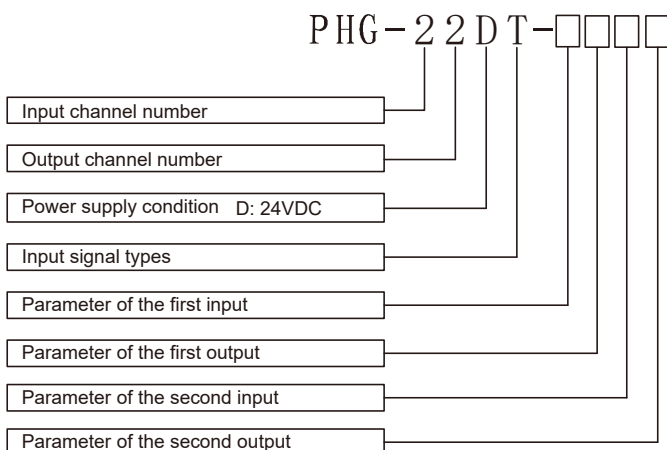 PHG-22DT-□□□□
Input channel number
Output channel number
Power supply condition D: 24VDC
Input signal types
Parameter of the first input
Parameter of the first output
Parameter of the second input
Parameter of the second output